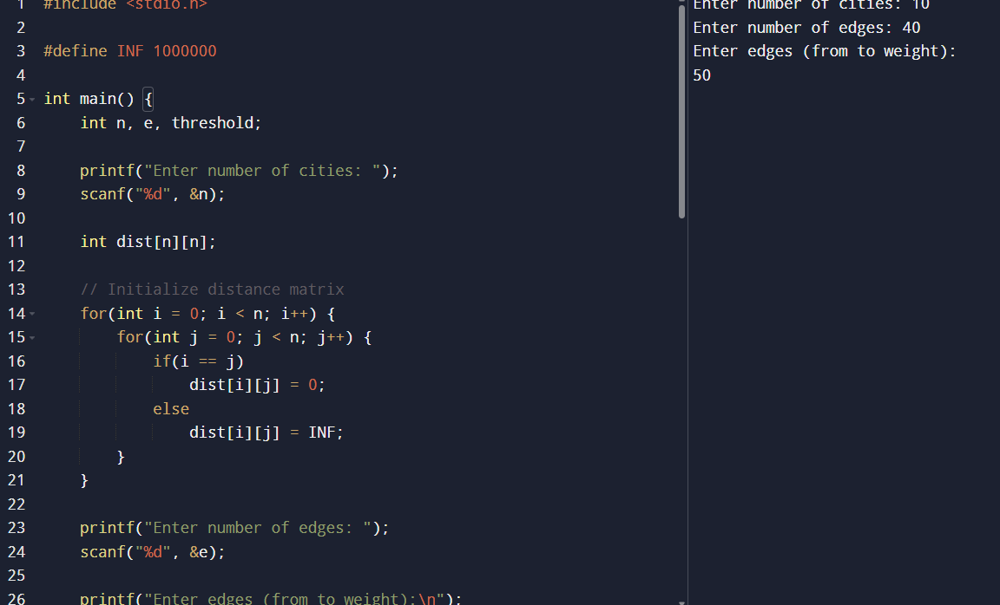 1 #include <stdio.h>
2
3 #define INF 1000000
4
5 int main() {
6     int n, e, threshold;
7
8     printf("Enter number of cities: ");
9     scanf("%d", &n);
10
11     int dist[n][n];
12
13     // Initialize distance matrix
14     for(int i = 0; i < n; i++) {
15         for(int j = 0; j < n; j++) {
16             if(i == j)
17                 dist[i][j] = 0;
18             else
19                 dist[i][j] = INF;
20         }
21     }
22
23     printf("Enter number of edges: ");
24     scanf("%d", &e);
25
26     printf("Enter edges (from to weight):\n");
Enter number of cities: 10
Enter number of edges: 40
Enter edges (from to weight):
50